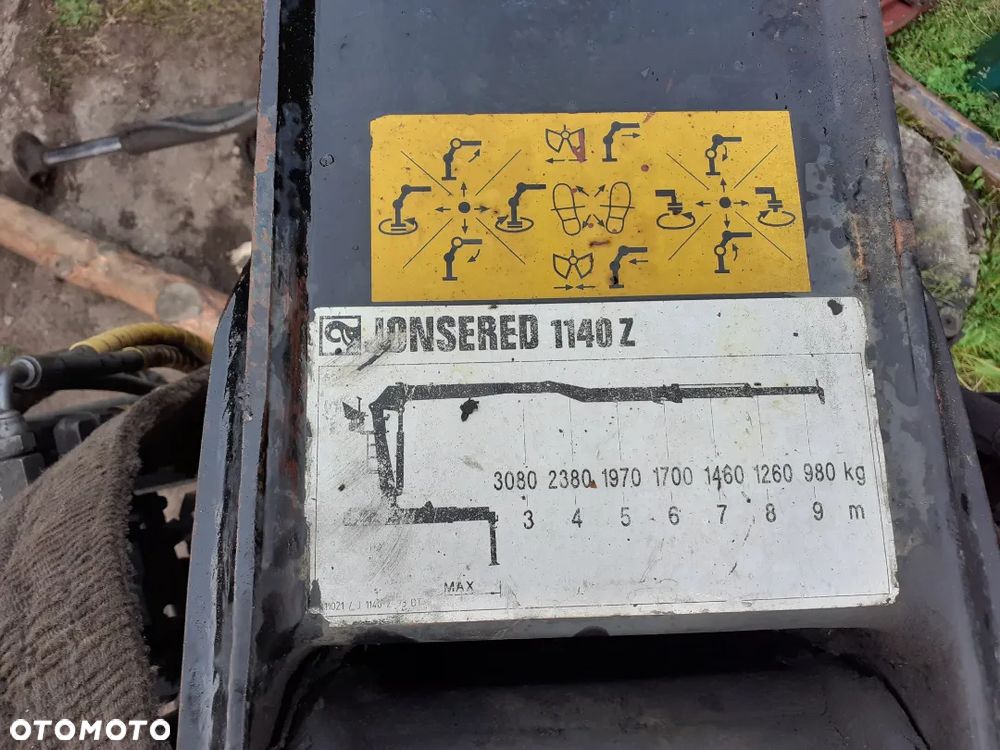 JONSERED 1140 Z
3080 2380 1970 1700 1460 1260 980 kg
3 4 5 6 7 8 9 m
MAX
OTOMOTO